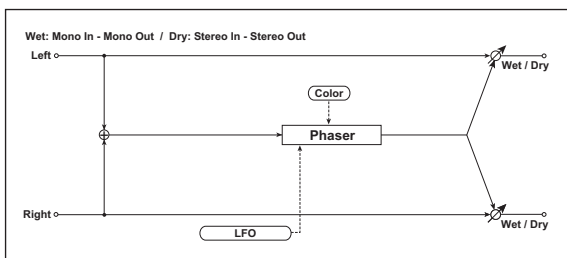 Wet: Mono In - Mono Out / Dry: Stereo In - Stereo Out
Left
Wet / Dry
Color
Phaser
Right
Wet / Dry
LFO